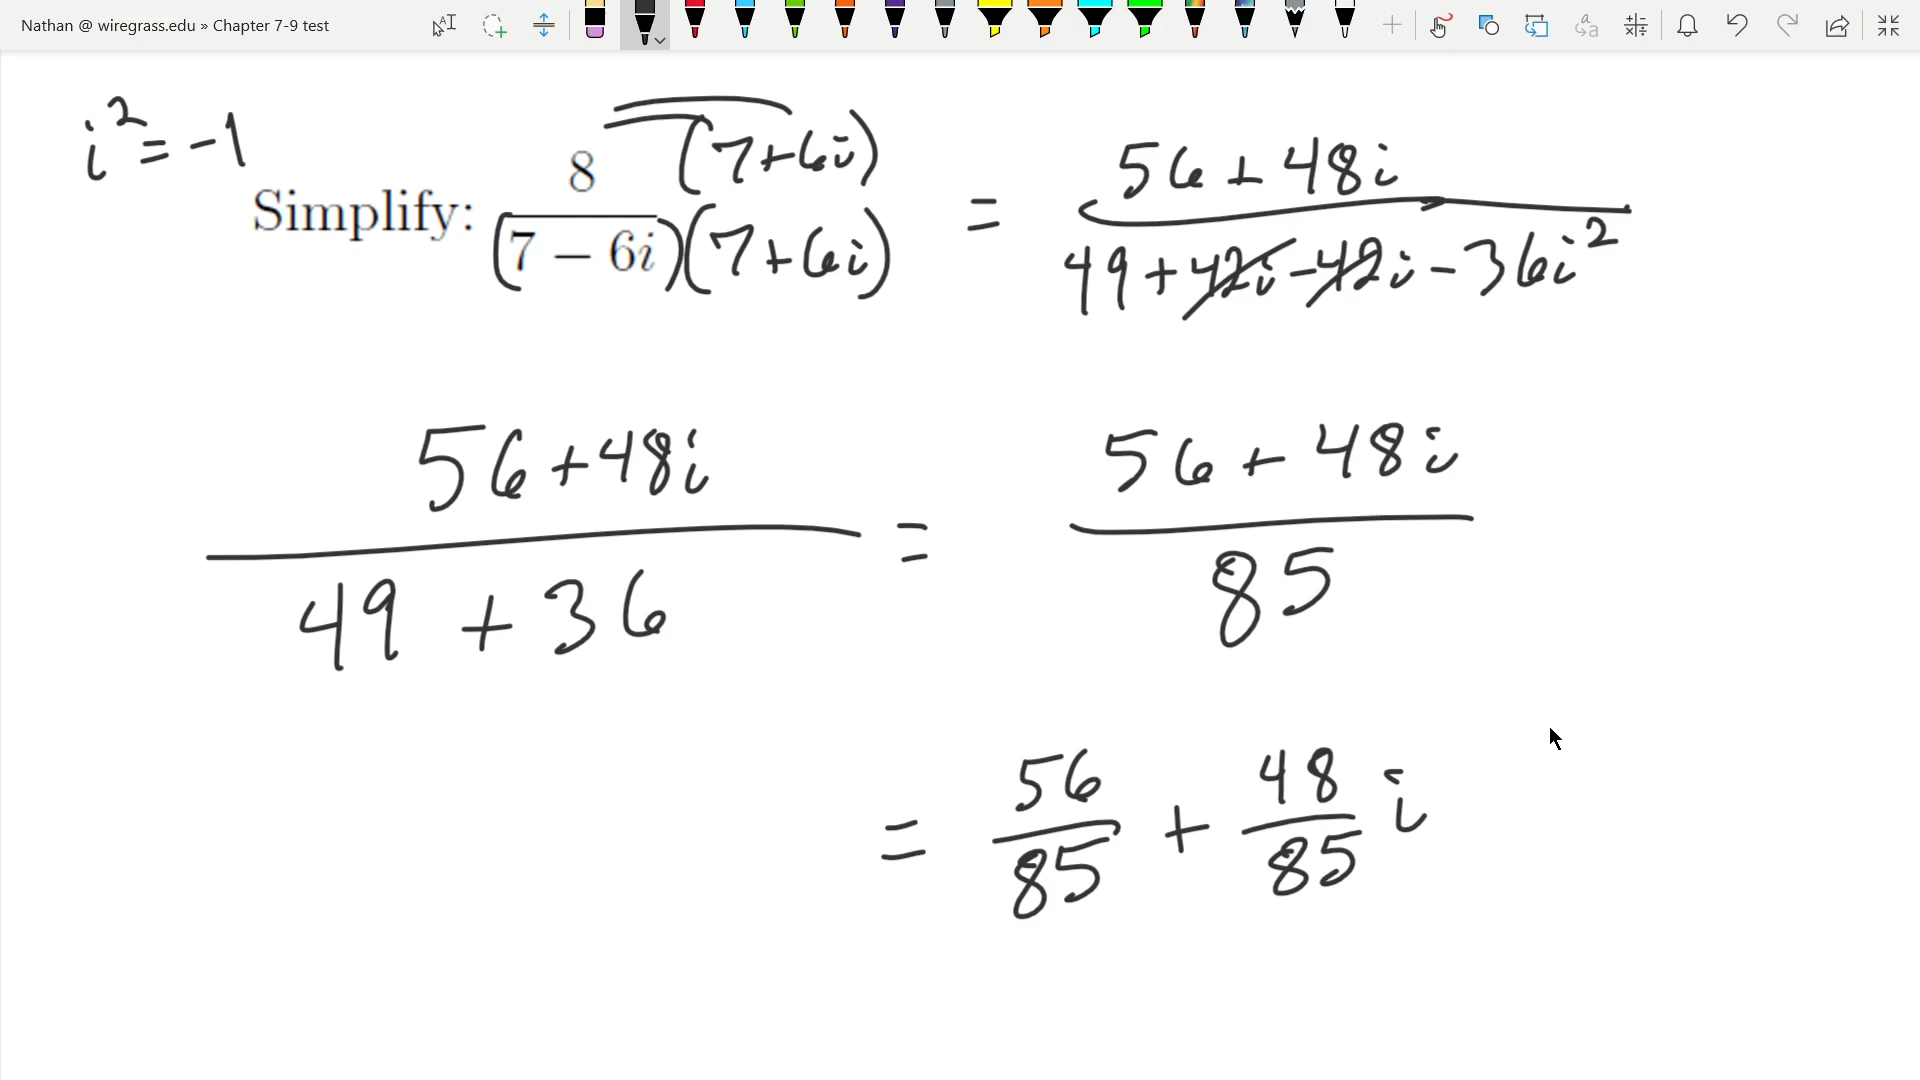 Nathan @ wiregrass.edu » Chapter 7-9 test
i² = -1
Simplify: 8 (7+6i) / (7 − 6i)(7+6i) = 56 + 48i / 49 + 42i - 42i - 36i²
56 + 48i / 49 + 36 = 56 + 48i / 85
= 56/85 + 48/85 i